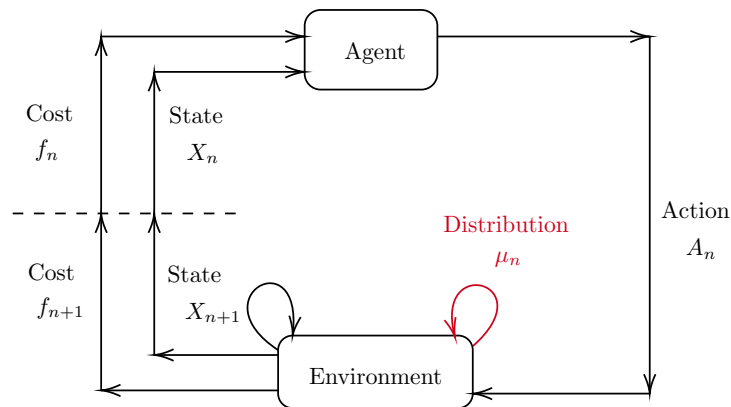 Agent
Cost
f_n
State
X_n
Action
A_n
Distribution
μ_n
Cost
f_{n+1}
State
X_{n+1}
Environment